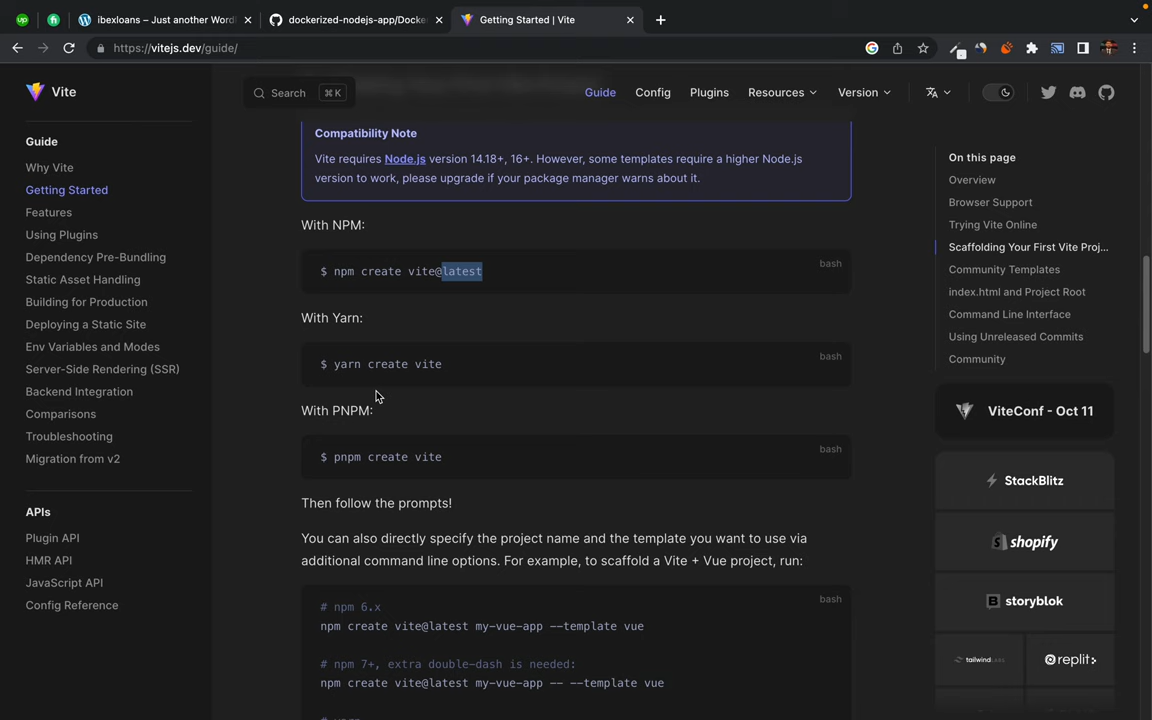 ibexloans – Just another Word
dockerized-nodejs-app/Docke
Getting Started | Vite
https://vitejs.dev/guide/
Vite
Search ⌘ K
Guide Config Plugins Resources Version
Guide
Why Vite
Getting Started
Features
Using Plugins
Dependency Pre-Bundling
Static Asset Handling
Building for Production
Deploying a Static Site
Env Variables and Modes
Server-Side Rendering (SSR)
Backend Integration
Comparisons
Troubleshooting
Migration from v2
APIs
Plugin API
HMR API
JavaScript API
Config Reference
Compatibility Note
Vite requires Node.js version 14.18+, 16+. However, some templates require a higher Node.js
version to work, please upgrade if your package manager warns about it.
With NPM:
bash
$ npm create vite@latest
With Yarn:
bash
$ yarn create vite
With PNPM:
bash
$ pnpm create vite
Then follow the prompts!
You can also directly specify the project name and the template you want to use via
additional command line options. For example, to scaffold a Vite + Vue project, run:
bash
# npm 6.x
npm create vite@latest my-vue-app --template vue
# npm 7+, extra double-dash is needed:
npm create vite@latest my-vue-app -- --template vue
On this page
Overview
Browser Support
Trying Vite Online
Scaffolding Your First Vite Proj...
Community Templates
index.html and Project Root
Command Line Interface
Using Unreleased Commits
Community
ViteConf - Oct 11
StackBlitz
shopify
storyblok
tailwindlabs
replit